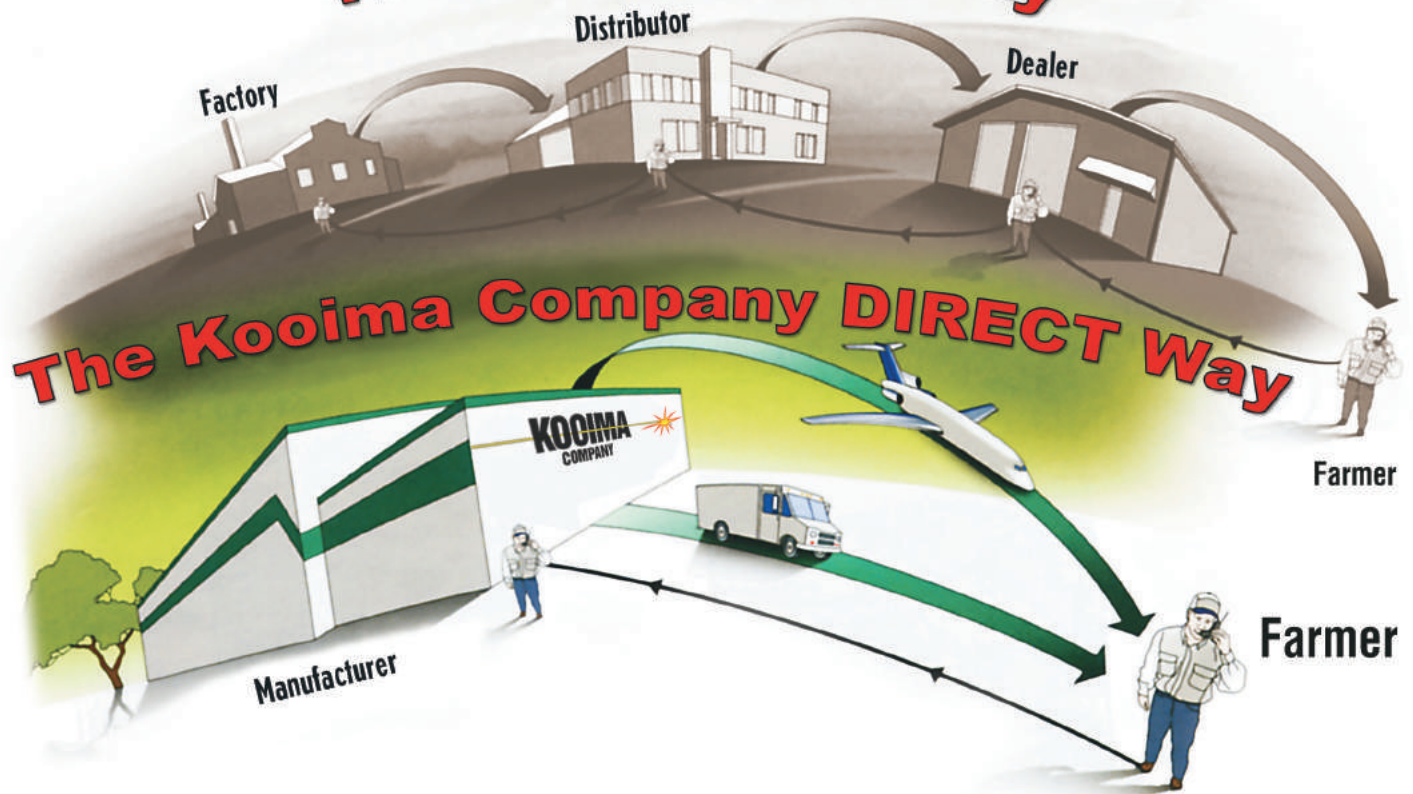 Distributor
Dealer
Factory
The Kooima Company DIRECT Way
KOOIMA
COMPANY
Farmer
Farmer
Manufacturer